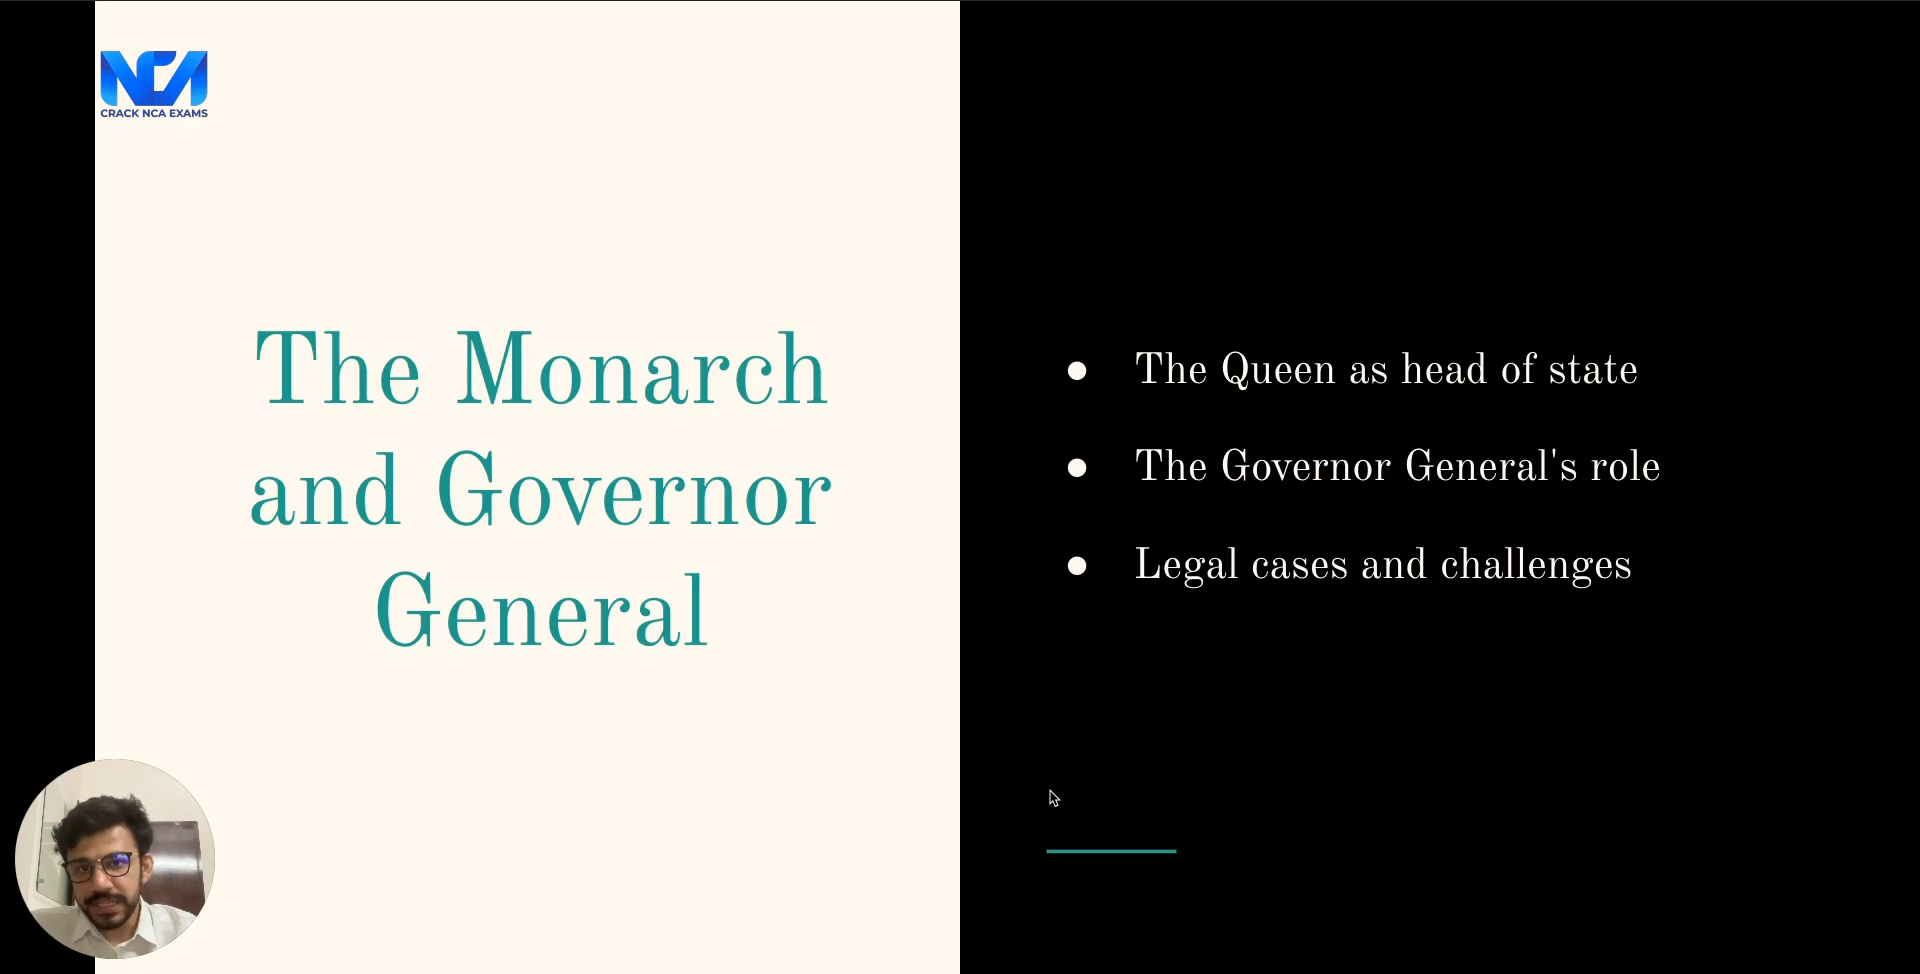 NCA
CRACK NCA EXAMS
The Monarch
and Governor
General
● The Queen as head of state
● The Governor General's role
● Legal cases and challenges